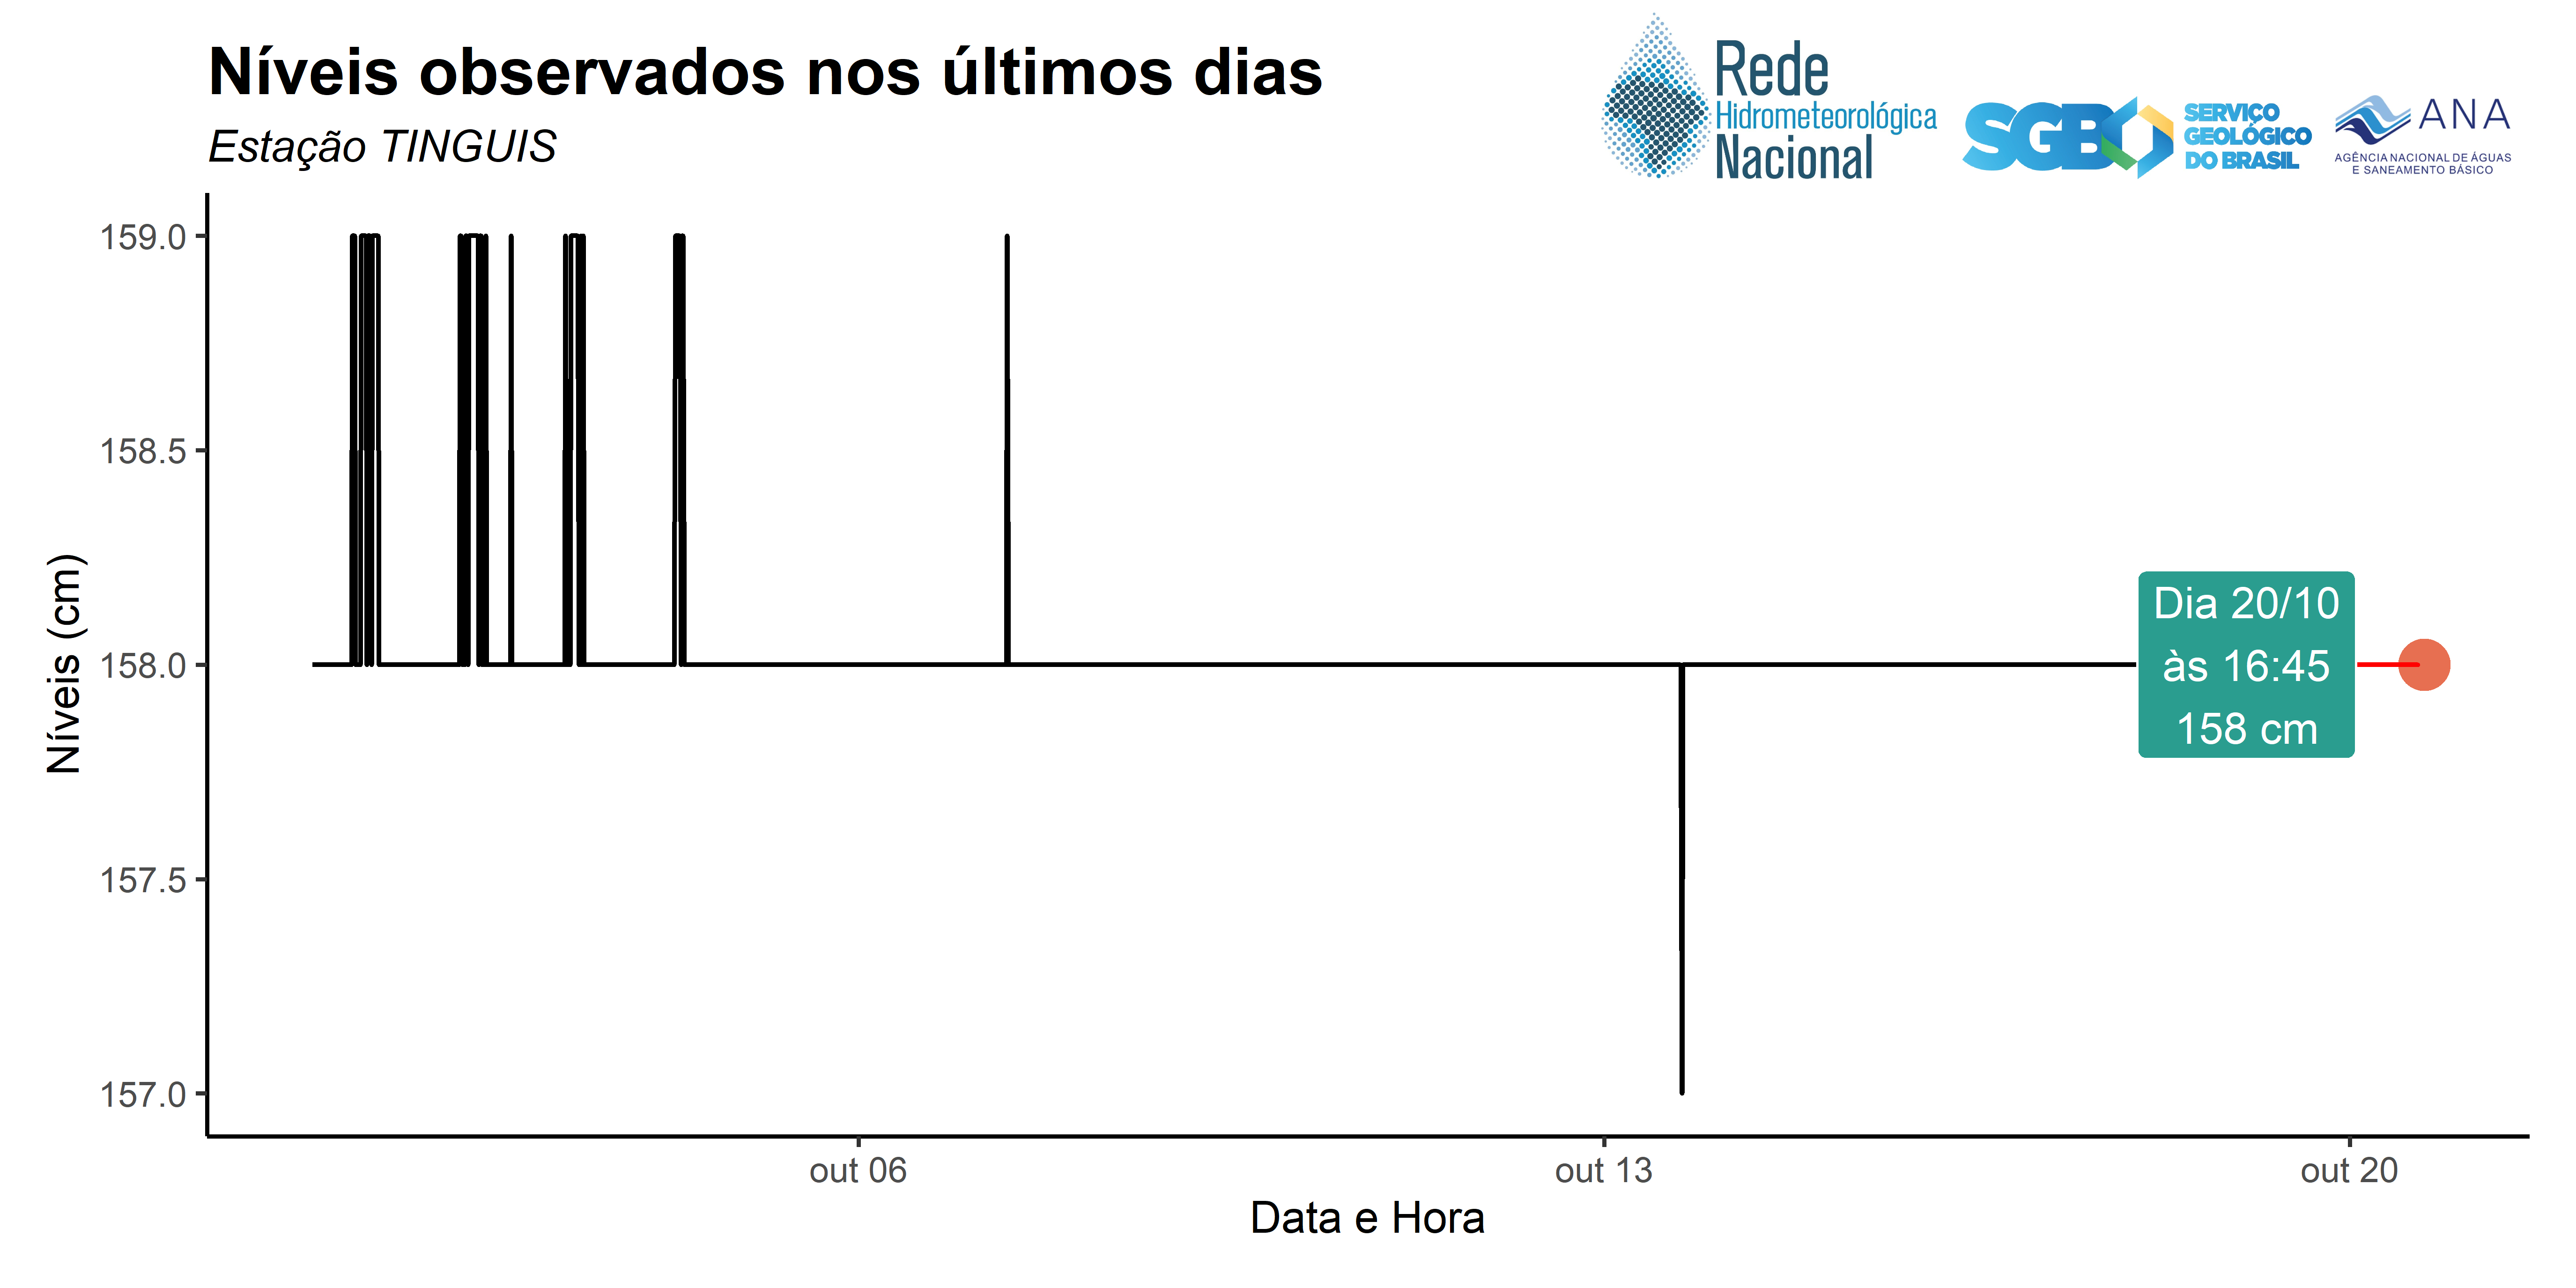 Níveis observados nos últimos dias
Estação TINGUIS
Rede
Hidrometeorológica
Nacional
SGB
SERVIÇO
GEOLÓGICO
DO BRASIL
ANA
AGÊNCIA NACIONAL DE ÁGUAS
E SANEAMENTO BÁSICO
Níveis (cm)
159.0
158.5
158.0
157.5
157.0
Dia 20/10
às 16:45
158 cm
out 06
out 13
out 20
Data e Hora